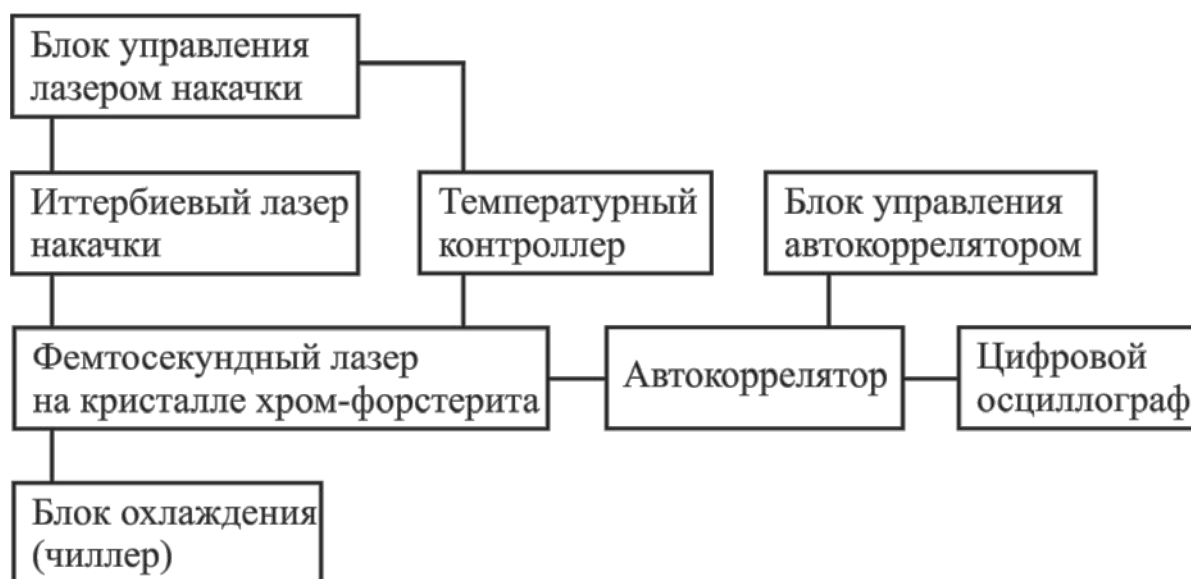 Блок управления
лазером накачки
Иттербиевый лазер
накачки
Температурный
контроллер
Блок управления
автокоррелятором
Фемтосекундный лазер
на кристалле хром-форстерита
Автокоррелятор
Цифровой
осциллограф
Блок охлаждения
(чиллер)